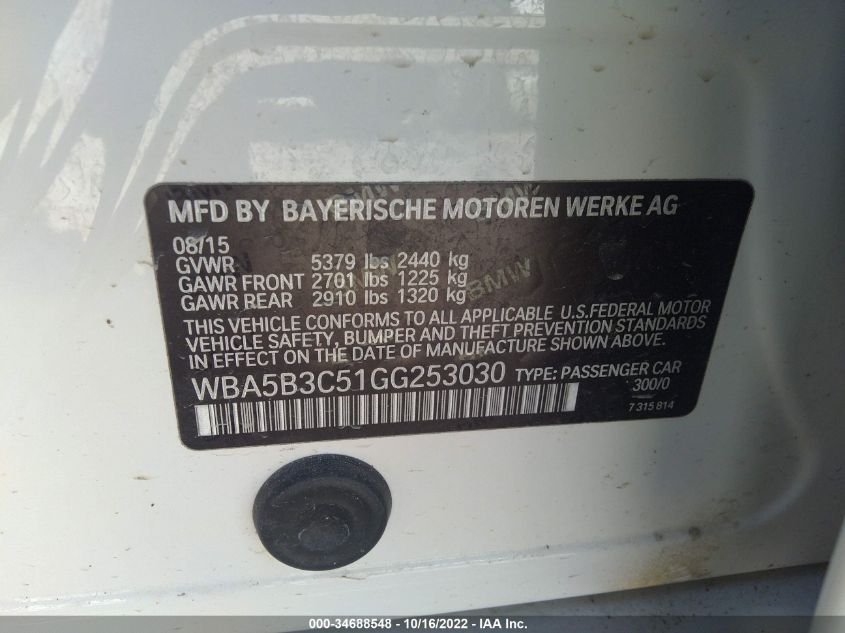 MFD BY BAYERISCHE MOTOREN WERKE AG
08/15
GVWR 5379 lbs 2440 kg
GAWR FRONT 2701 lbs 1225 kg
GAWR REAR 2910 lbs 1320 kg
THIS VEHICLE CONFORMS TO ALL APPLICABLE U.S.FEDERAL MOTOR
VEHICLE SAFETY, BUMPER AND THEFT PREVENTION STANDARDS
IN EFFECT ON THE DATE OF MANUFACTURE SHOWN ABOVE.
WBA5B3C51GG253030 TYPE: PASSENGER CAR
300/0
7 315 814
BMW
000-34688548 - 10/16/2022 - IAA Inc.